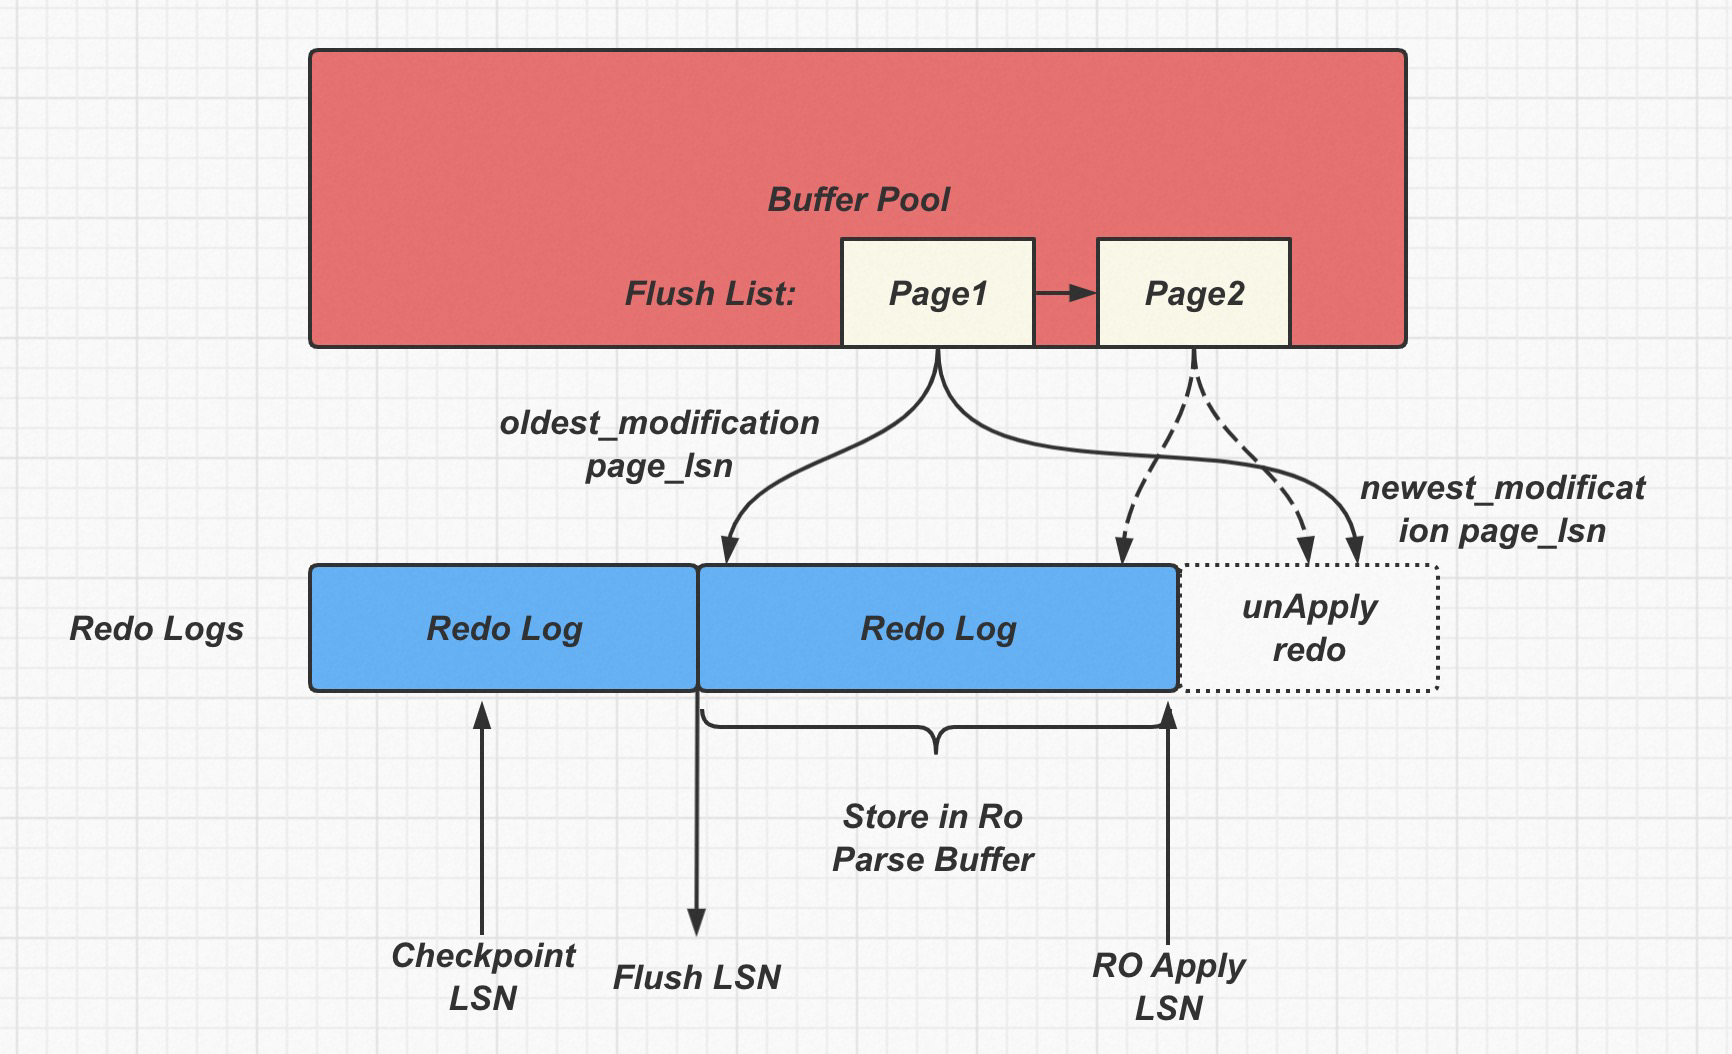 Buffer Pool
Flush List:
Page1
Page2
oldest_modification
page_lsn
newest_modificat
ion page_lsn
Redo Logs
Redo Log
Redo Log
unApply
redo
Store in Ro
Parse Buffer
Checkpoint
LSN
Flush LSN
RO Apply
LSN